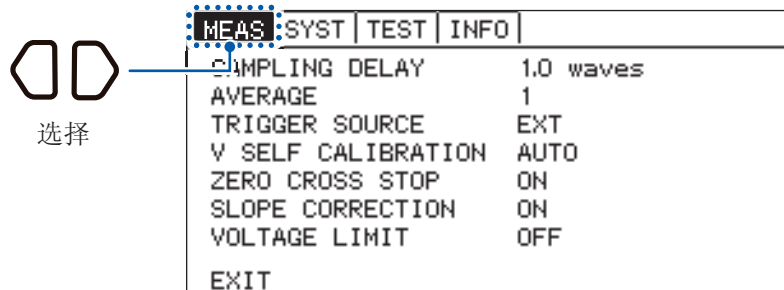 MEAS SYST TEST INFO
选择
SAMPLING DELAY 1.0 waves
AVERAGE 1
TRIGGER SOURCE EXT
V SELF CALIBRATION AUTO
ZERO CROSS STOP ON
SLOPE CORRECTION ON
VOLTAGE LIMIT OFF
EXIT